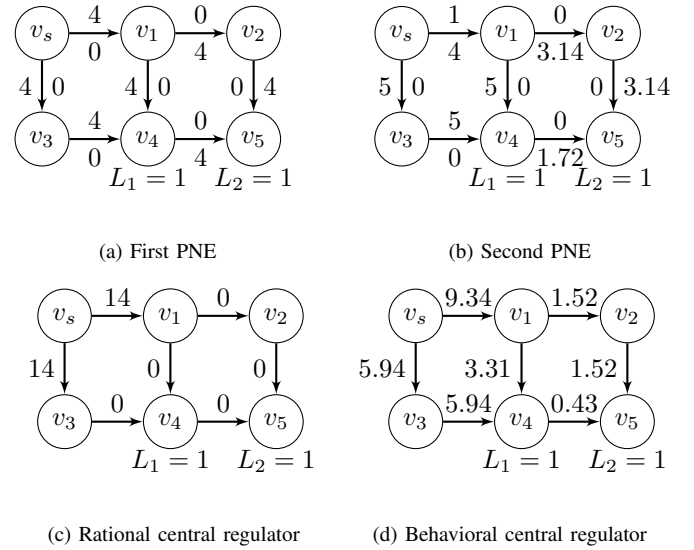 4 0 1 0
v_s v_1 v_2 v_s v_1 v_2
0 4 4 3.14
4 0 4 0 0 4 5 0 5 0 0 3.14
4 0 5 0
v_3 v_4 v_5 v_3 v_4 v_5
0 4 0 1.72
L_1 = 1 L_2 = 1 L_1 = 1 L_2 = 1
(a) First PNE (b) Second PNE
14 0 9.34 1.52
v_s v_1 v_2 v_s v_1 v_2
14 0 0 5.94 3.31 1.52
0 0 5.94 0.43
v_3 v_4 v_5 v_3 v_4 v_5
L_1 = 1 L_2 = 1 L_1 = 1 L_2 = 1
(c) Rational central regulator (d) Behavioral central regulator